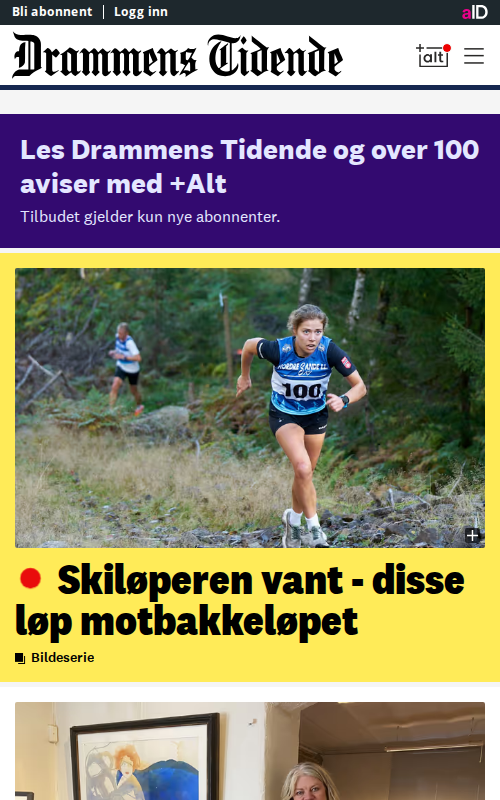 Bli abonnent
Logg inn
aID
Drammens Tidende
+alt
Les Drammens Tidende og over 100
aviser med +Alt
Tilbudet gjelder kun nye abonnenter.
100
Skiløperen vant - disse
løp motbakkeløpet
Bildeserie